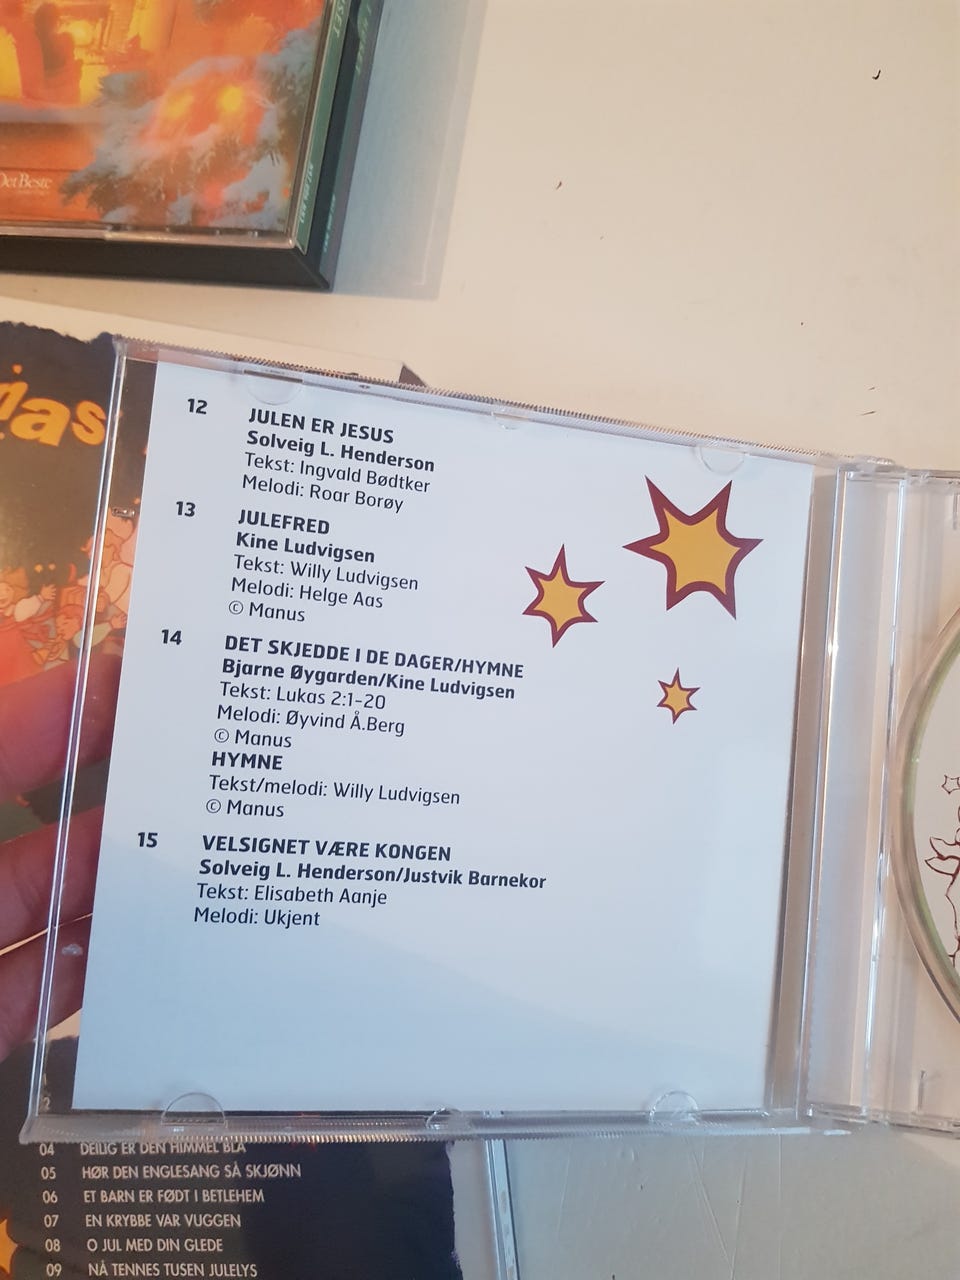 Det Beste
nas
12 JULEN ER JESUS
Solveig L. Henderson
Tekst: Ingvald Bødtker
Melodi: Roar Borøy
13 JULEFRED
Kine Ludvigsen
Tekst: Willy Ludvigsen
Melodi: Helge Aas
© Manus
14 DET SKJEDDE I DE DAGER/HYMNE
Bjarne Øygarden/Kine Ludvigsen
Tekst: Lukas 2:1-20
Melodi: Øyvind Å.Berg
© Manus
HYMNE
Tekst/melodi: Willy Ludvigsen
© Manus
15 VELSIGNET VÆRE KONGEN
Solveig L. Henderson/Justvik Barnekor
Tekst: Elisabeth Aanje
Melodi: Ukjent
04 DEILIG ER DEN HIMMEL BLÅ
05 HØR DEN ENGLESANG SÅ SKJØNN
06 ET BARN ER FØDT I BETLEHEM
07 EN KRYBBE VAR VUGGEN
08 O JUL MED DIN GLEDE
09 NÅ TENNES TUSEN JULELYS